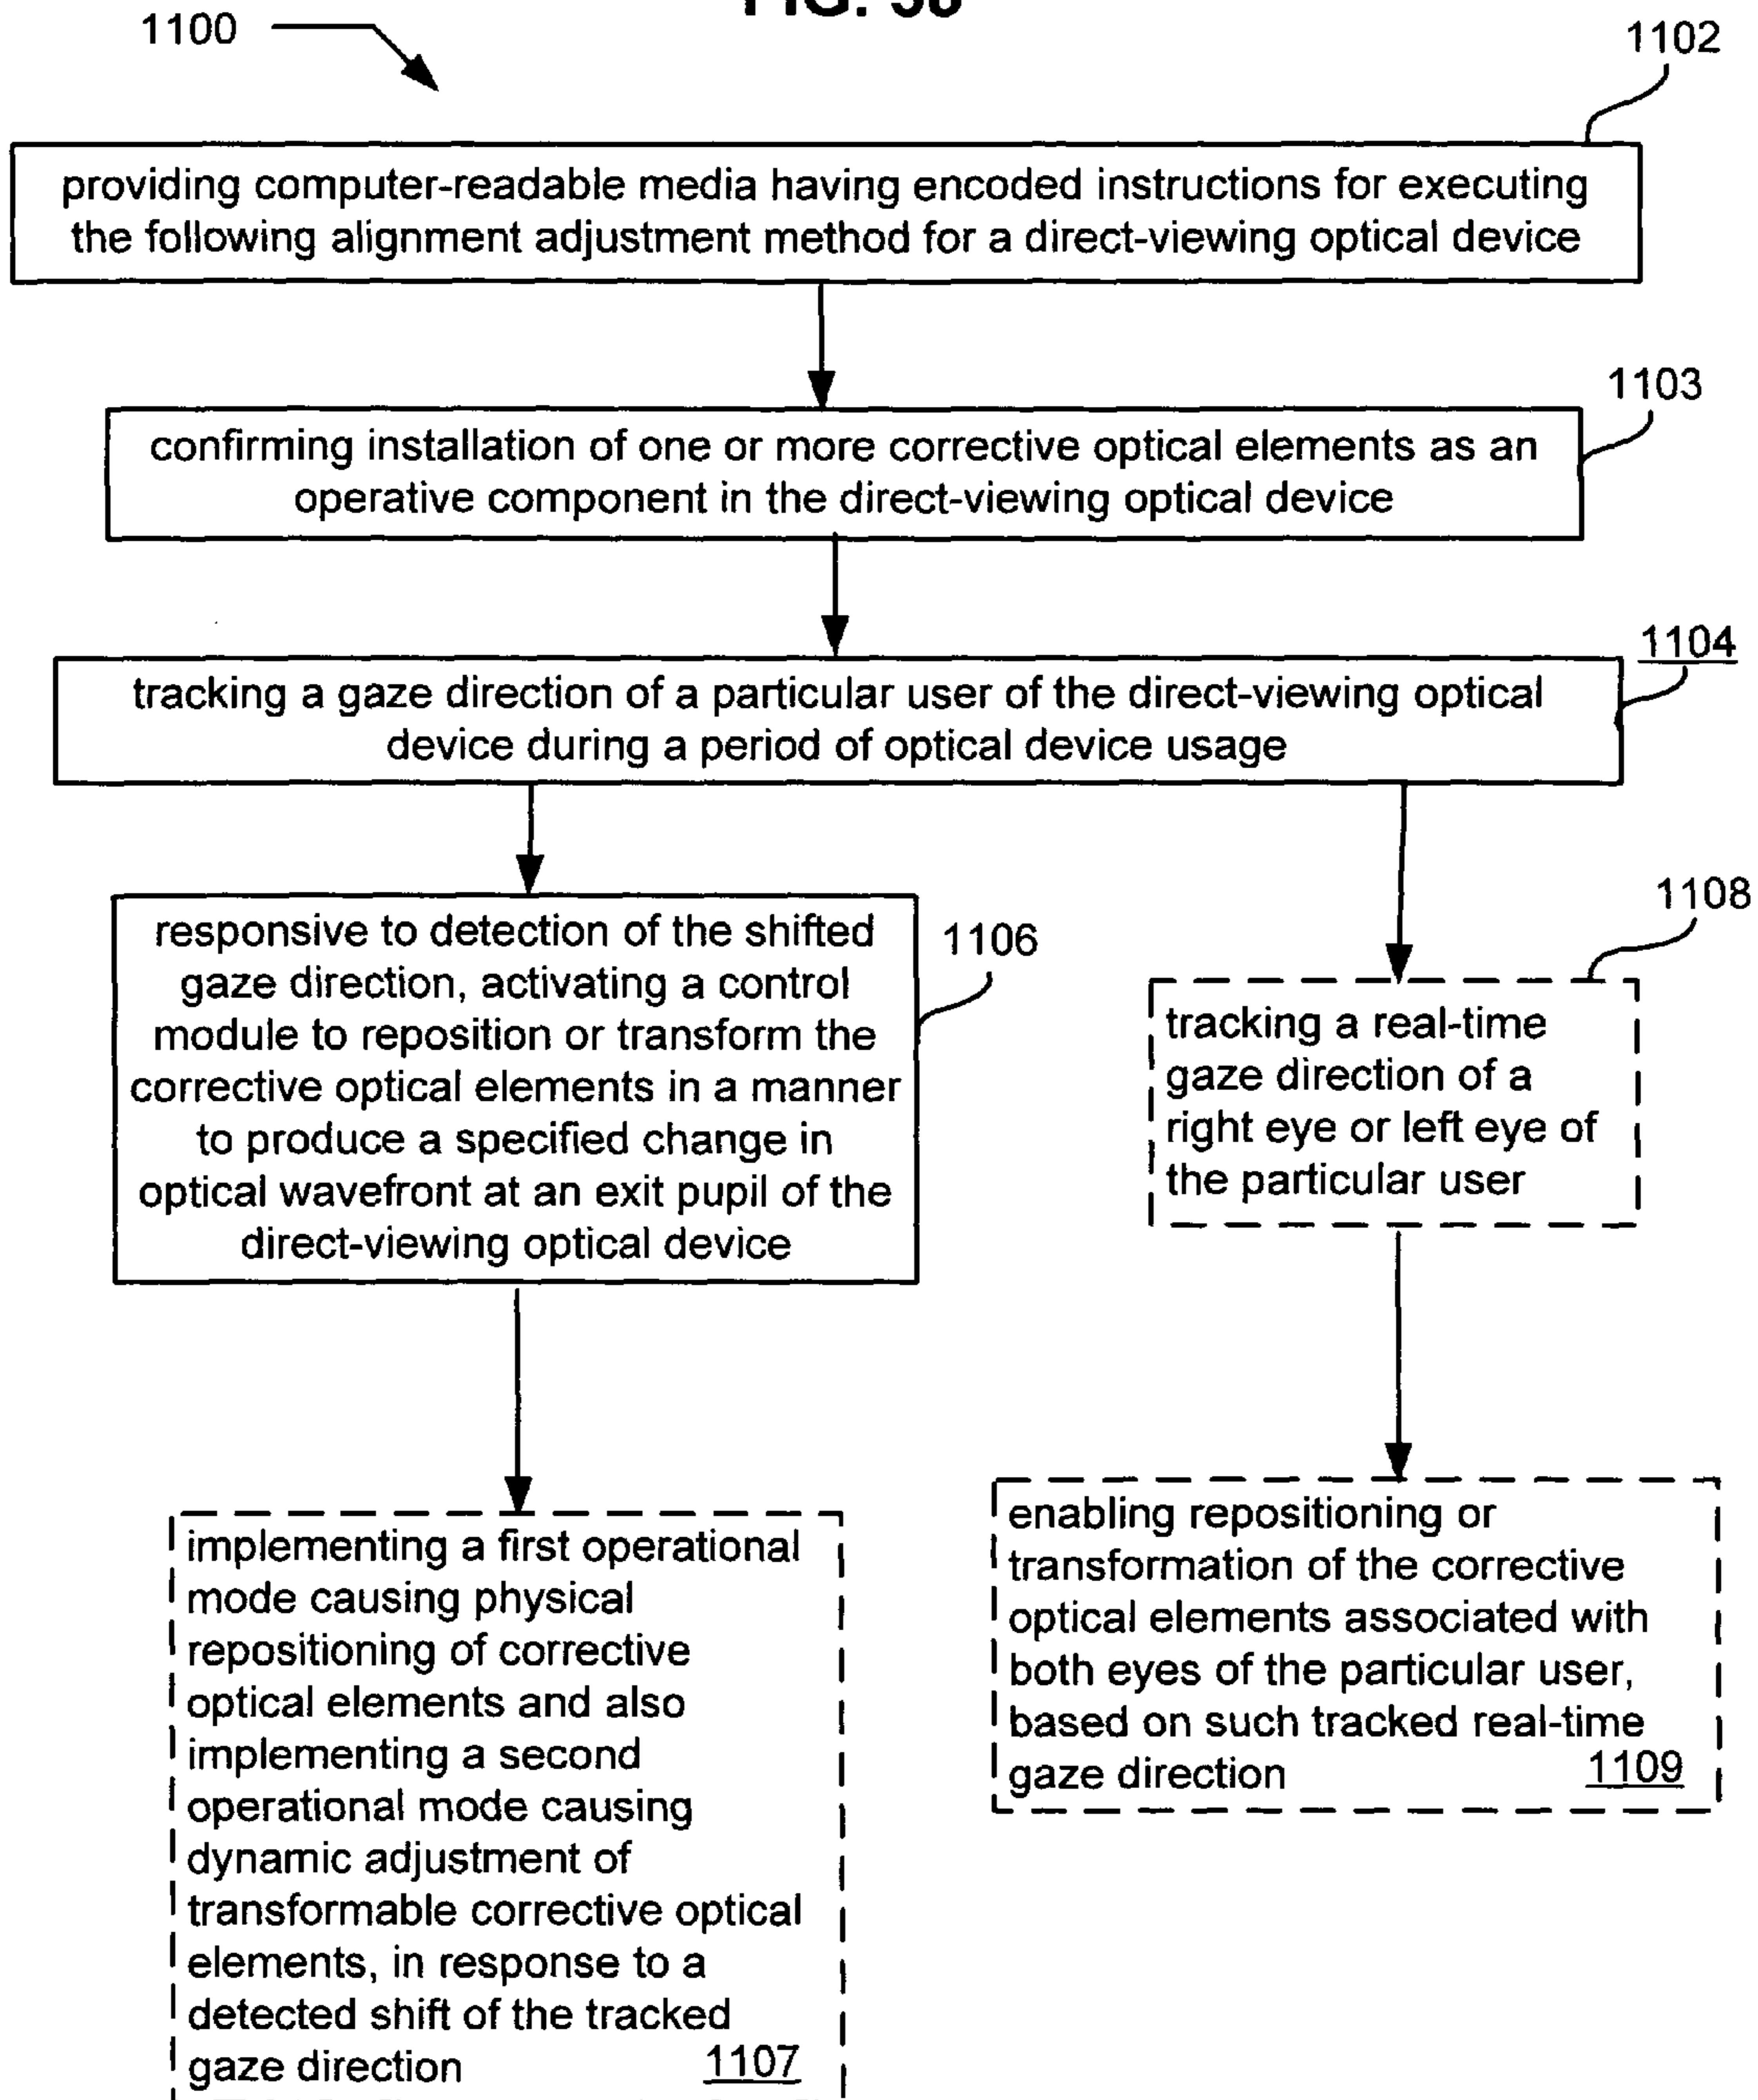 1100
1102
providing computer-readable media having encoded instructions for executing
the following alignment adjustment method for a direct-viewing optical device
1103
confirming installation of one or more corrective optical elements as an
operative component in the direct-viewing optical device
1104
tracking a gaze direction of a particular user of the direct-viewing optical
device during a period of optical device usage
responsive to detection of the shifted
gaze direction, activating a control
module to reposition or transform the
corrective optical elements in a manner
to produce a specified change in
optical wavefront at an exit pupil of the
direct-viewing optical device
1106
1108
tracking a real-time
gaze direction of a
right eye or left eye of
the particular user
implementing a first operational
mode causing physical
repositioning of corrective
optical elements and also
implementing a second
operational mode causing
dynamic adjustment of
transformable corrective optical
elements, in response to a
detected shift of the tracked
gaze direction 1107
enabling repositioning or
transformation of the corrective
optical elements associated with
both eyes of the particular user,
based on such tracked real-time
gaze direction 1109